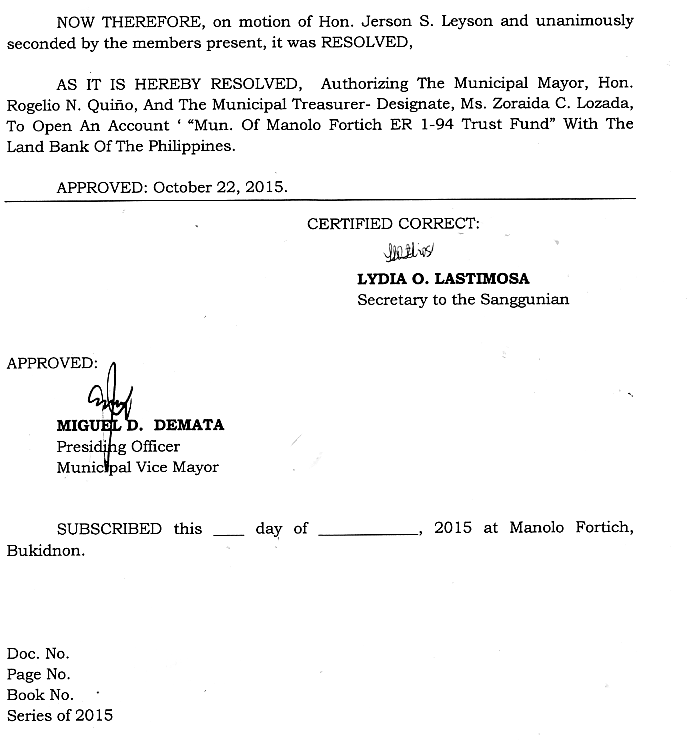 NOW THEREFORE, on motion of Hon. Jerson S. Leyson and unanimously
seconded by the members present, it was RESOLVED,
AS IT IS HEREBY RESOLVED, Authorizing The Municipal Mayor, Hon.
Rogelio N. Quiño, And The Municipal Treasurer- Designate, Ms. Zoraida C. Lozada,
To Open An Account ‘ “Mun. Of Manolo Fortich ER 1-94 Trust Fund” With The
Land Bank Of The Philippines.
APPROVED: October 22, 2015.
CERTIFIED CORRECT:
LYDIA O. LASTIMOSA
Secretary to the Sanggunian
APPROVED:
MIGUEL D. DEMATA
Presiding Officer
Municipal Vice Mayor
SUBSCRIBED this ___ day of __________, 2015 at Manolo Fortich,
Bukidnon.
Doc. No.
Page No.
Book No.
Series of 2015